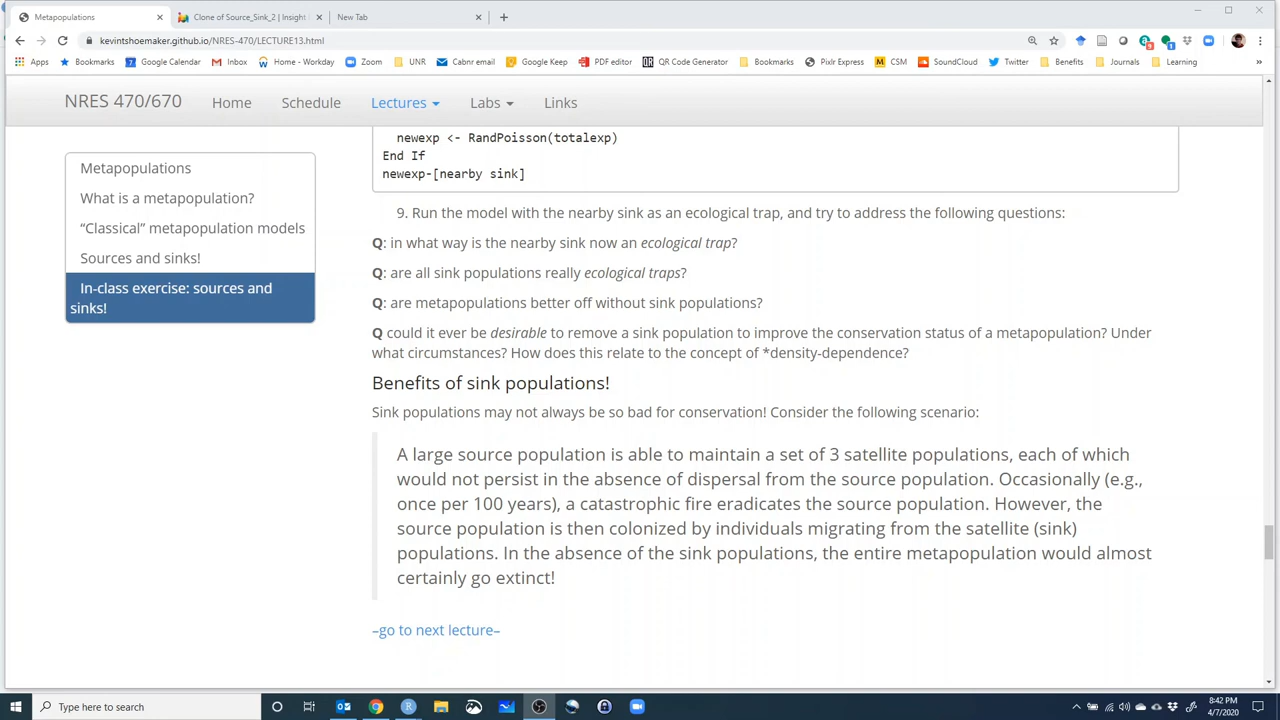 Metapopulations
Clone of Source_Sink_2 | Insight
New Tab
kevintshoemaker.github.io/NRES-470/LECTURE13.html
Apps
Bookmarks
Google Calendar
Inbox
Home - Workday
Zoom
UNR
Cabnr email
Google Keep
PDF editor
QR Code Generator
Bookmarks
Pixlr Express
CSM
SoundCloud
Twitter
Benefits
Journals
Learning
NRES 470/670
Home
Schedule
Lectures
Labs
Links
Metapopulations
What is a metapopulation?
“Classical” metapopulation models
Sources and sinks!
In-class exercise: sources and
sinks!
newexp <- RandPoisson(totalexp)
End If
newexp-[nearby sink]
9. Run the model with the nearby sink as an ecological trap, and try to address the following questions:
Q: in what way is the nearby sink now an ecological trap?
Q: are all sink populations really ecological traps?
Q: are metapopulations better off without sink populations?
Q could it ever be desirable to remove a sink population to improve the conservation status of a metapopulation? Under
what circumstances? How does this relate to the concept of *density-dependence?
Benefits of sink populations!
Sink populations may not always be so bad for conservation! Consider the following scenario:
A large source population is able to maintain a set of 3 satellite populations, each of which
would not persist in the absence of dispersal from the source population. Occasionally (e.g.,
once per 100 years), a catastrophic fire eradicates the source population. However, the
source population is then colonized by individuals migrating from the satellite (sink)
populations. In the absence of the sink populations, the entire metapopulation would almost
certainly go extinct!
–go to next lecture–
Type here to search
8:42 PM
4/7/2020